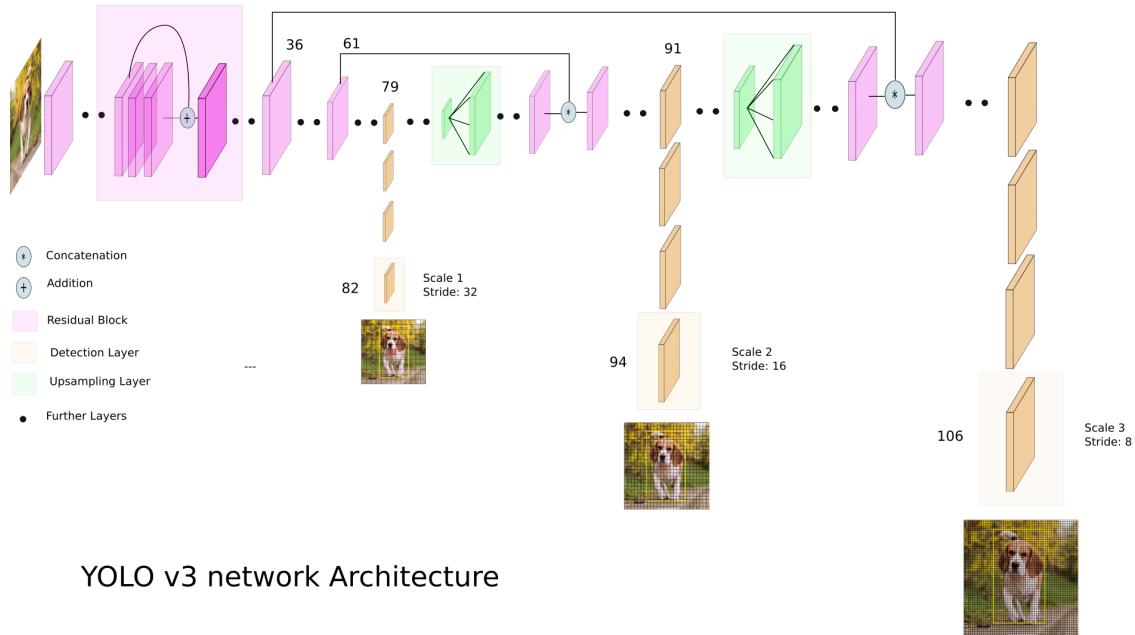 36
61
91
79
*
*
+
* Concatenation
+ Addition
82
Scale 1
Stride: 32
Residual Block
Detection Layer
---
94
Scale 2
Stride: 16
Upsampling Layer
Further Layers
106
Scale 3
Stride: 8
YOLO v3 network Architecture